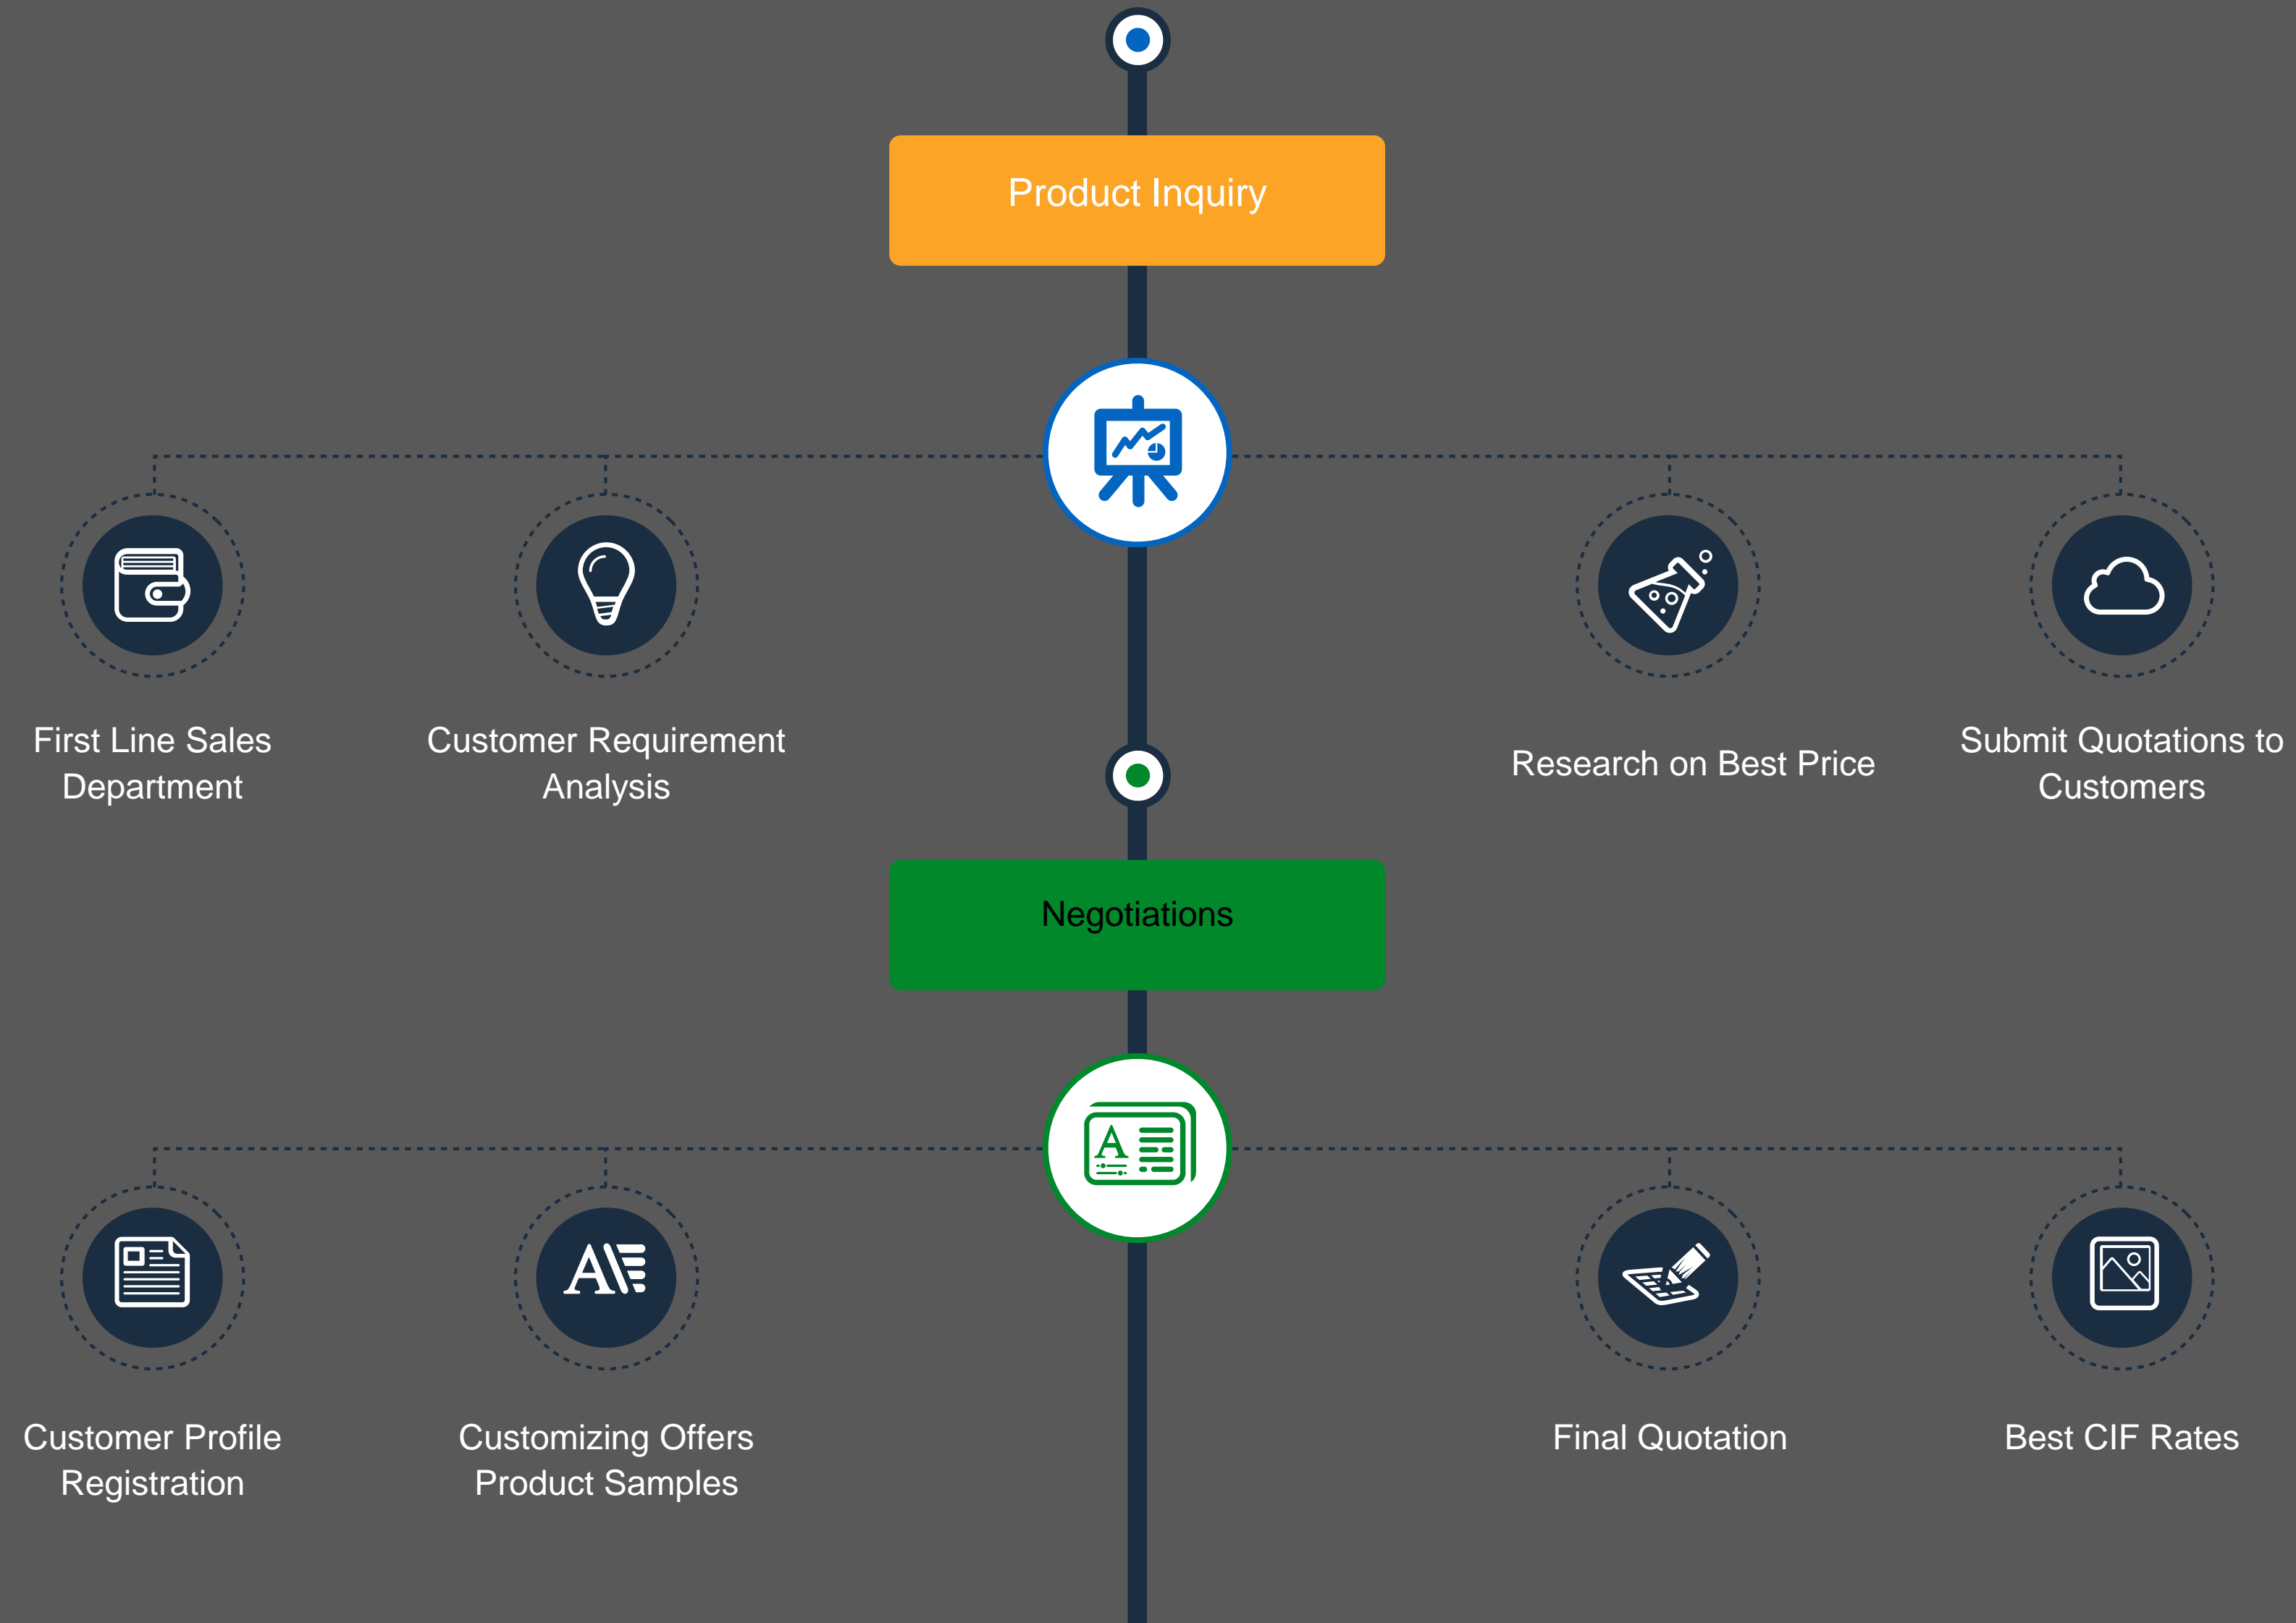 Product Inquiry
First Line Sales
Department
Customer Requirement
Analysis
Research on Best Price
Submit Quotations to
Customers
Negotiations
Customer Profile
Registration
Customizing Offers
Product Samples
Final Quotation
Best CIF Rates